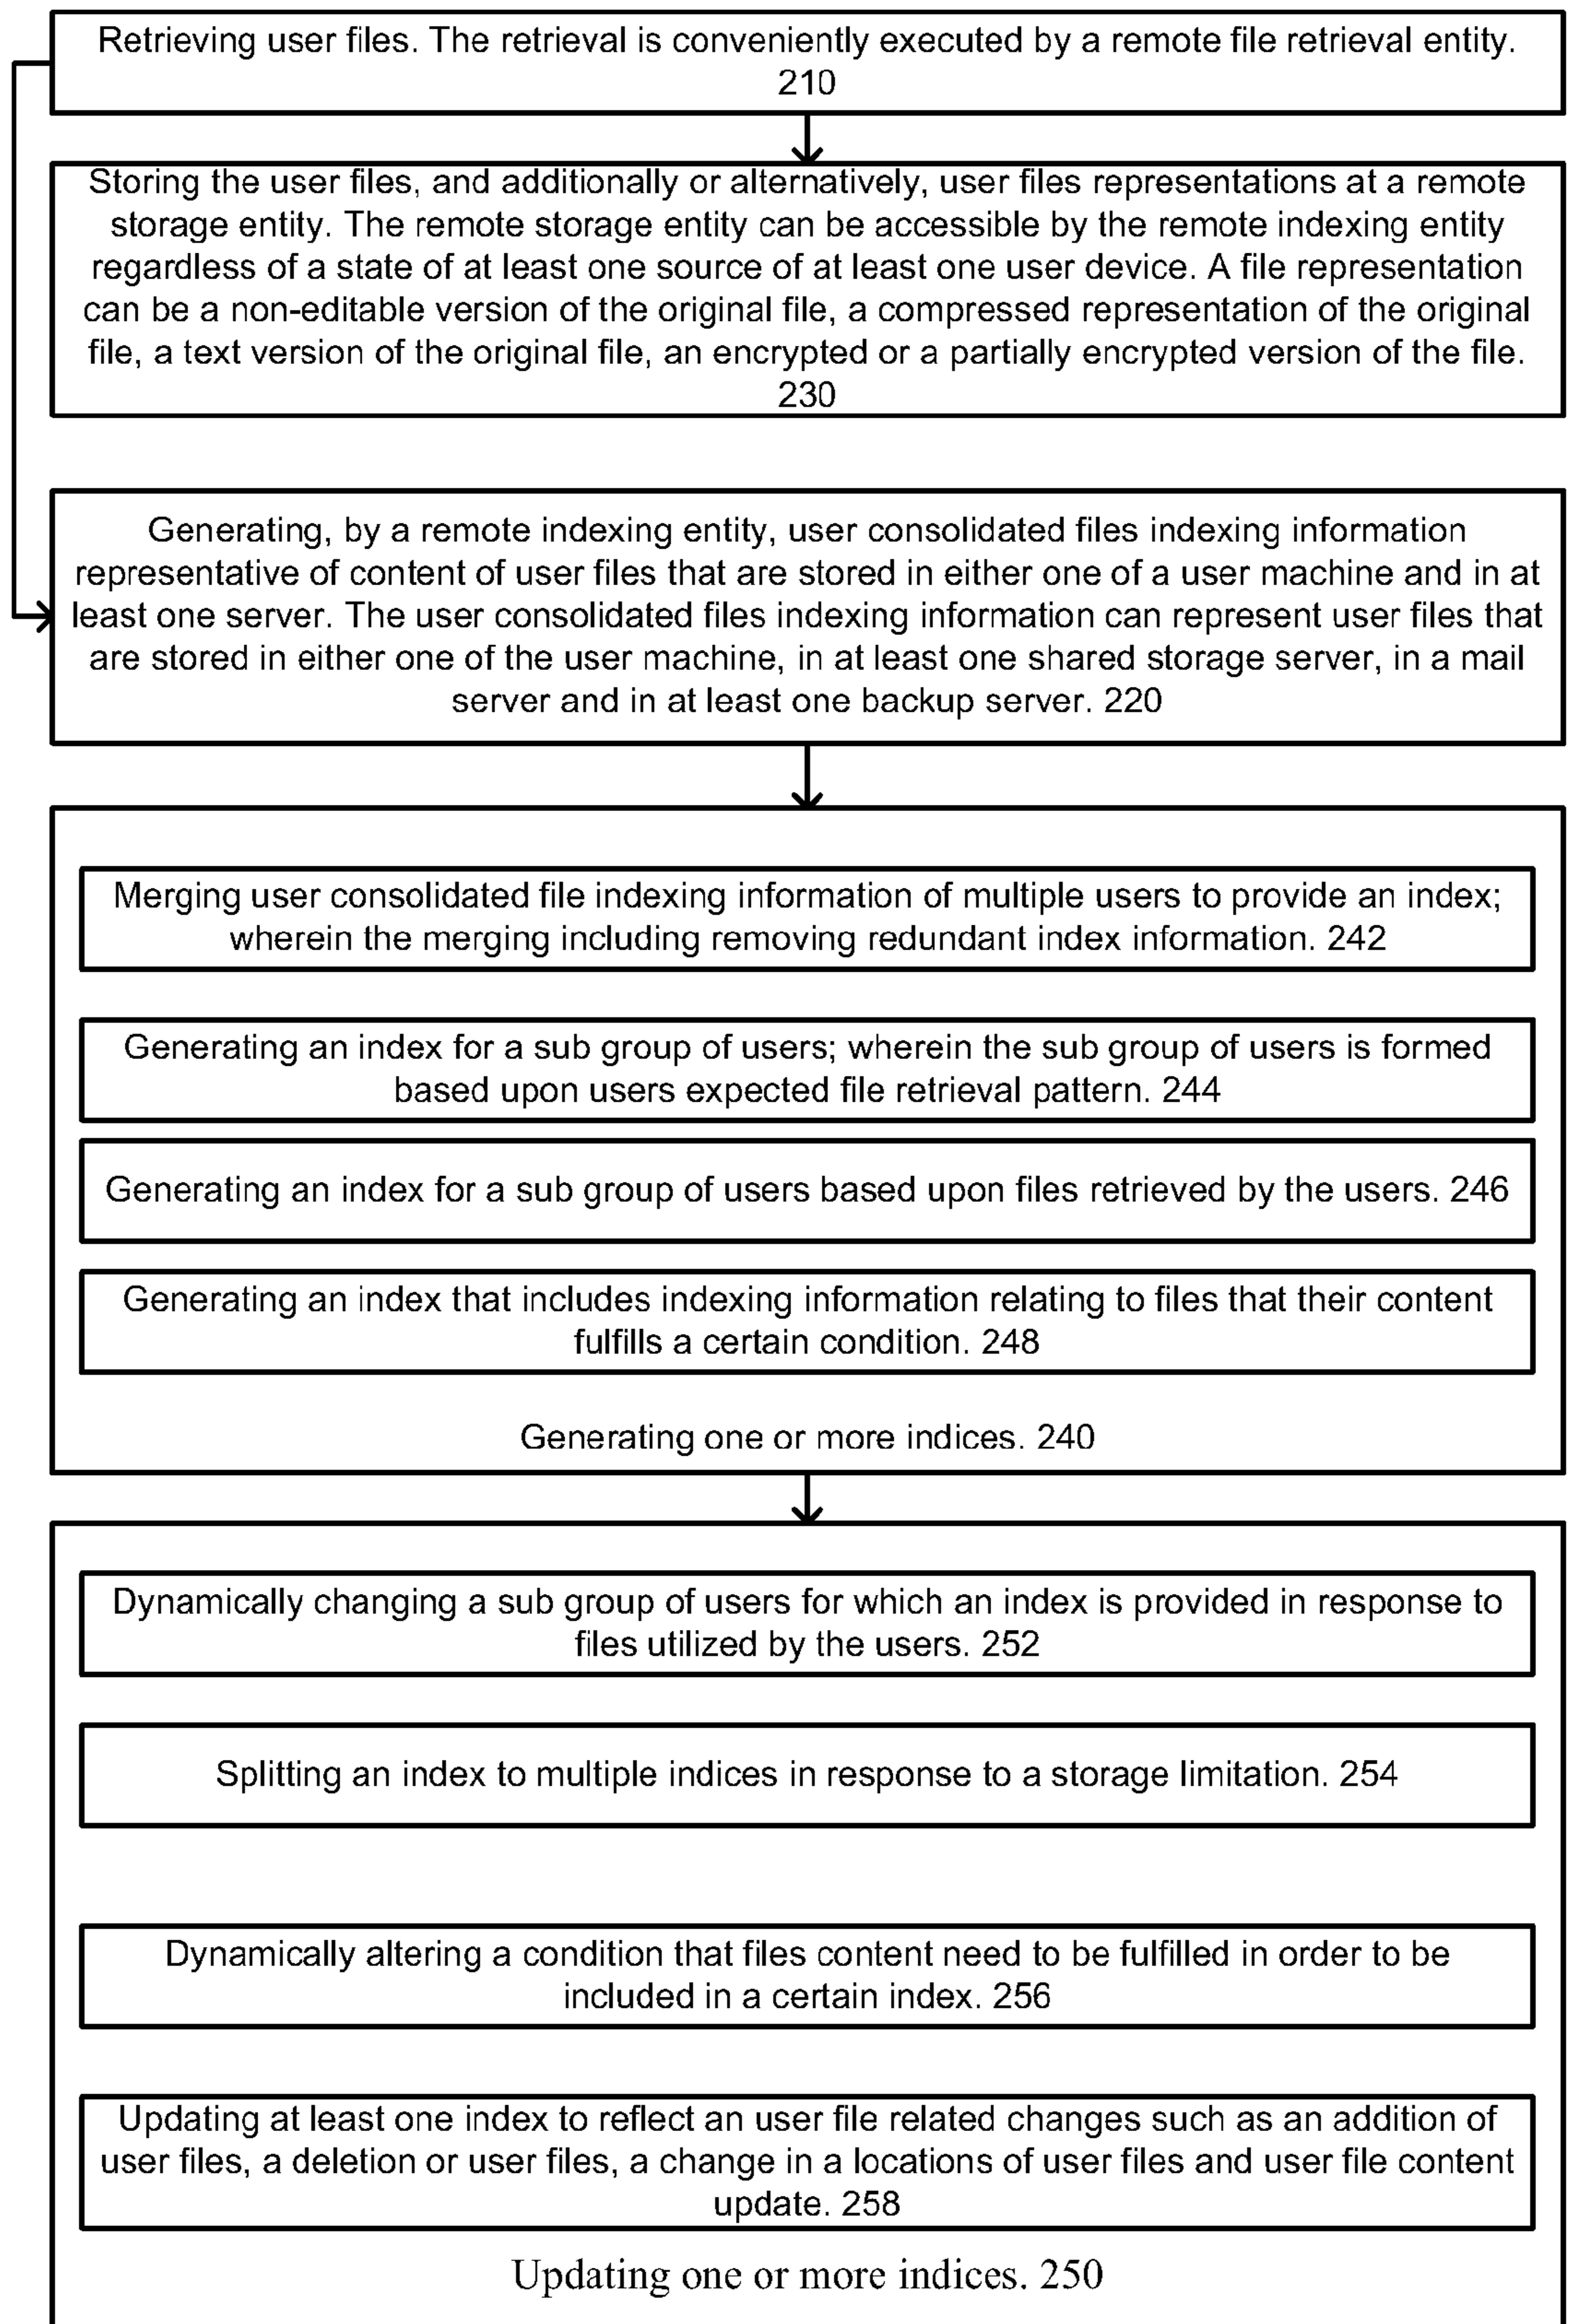 Retrieving user files. The retrieval is conveniently executed by a remote file retrieval entity.
210
Storing the user files, and additionally or alternatively, user files representations at a remote
storage entity. The remote storage entity can be accessible by the remote indexing entity
regardless of a state of at least one source of at least one user device. A file representation
can be a non-editable version of the original file, a compressed representation of the original
file, a text version of the original file, an encrypted or a partially encrypted version of the file.
230
Generating, by a remote indexing entity, user consolidated files indexing information
representative of content of user files that are stored in either one of a user machine and in at
least one server. The user consolidated files indexing information can represent user files that
are stored in either one of the user machine, in at least one shared storage server, in a mail
server and in at least one backup server. 220
Merging user consolidated file indexing information of multiple users to provide an index;
wherein the merging including removing redundant index information. 242
Generating an index for a sub group of users; wherein the sub group of users is formed
based upon users expected file retrieval pattern. 244
Generating an index for a sub group of users based upon files retrieved by the users. 246
Generating an index that includes indexing information relating to files that their content
fulfills a certain condition. 248
Generating one or more indices. 240
Dynamically changing a sub group of users for which an index is provided in response to
files utilized by the users. 252
Splitting an index to multiple indices in response to a storage limitation. 254
Dynamically altering a condition that files content need to be fulfilled in order to be
included in a certain index. 256
Updating at least one index to reflect an user file related changes such as an addition of
user files, a deletion or user files, a change in a locations of user files and user file content
update. 258
Updating one or more indices. 250